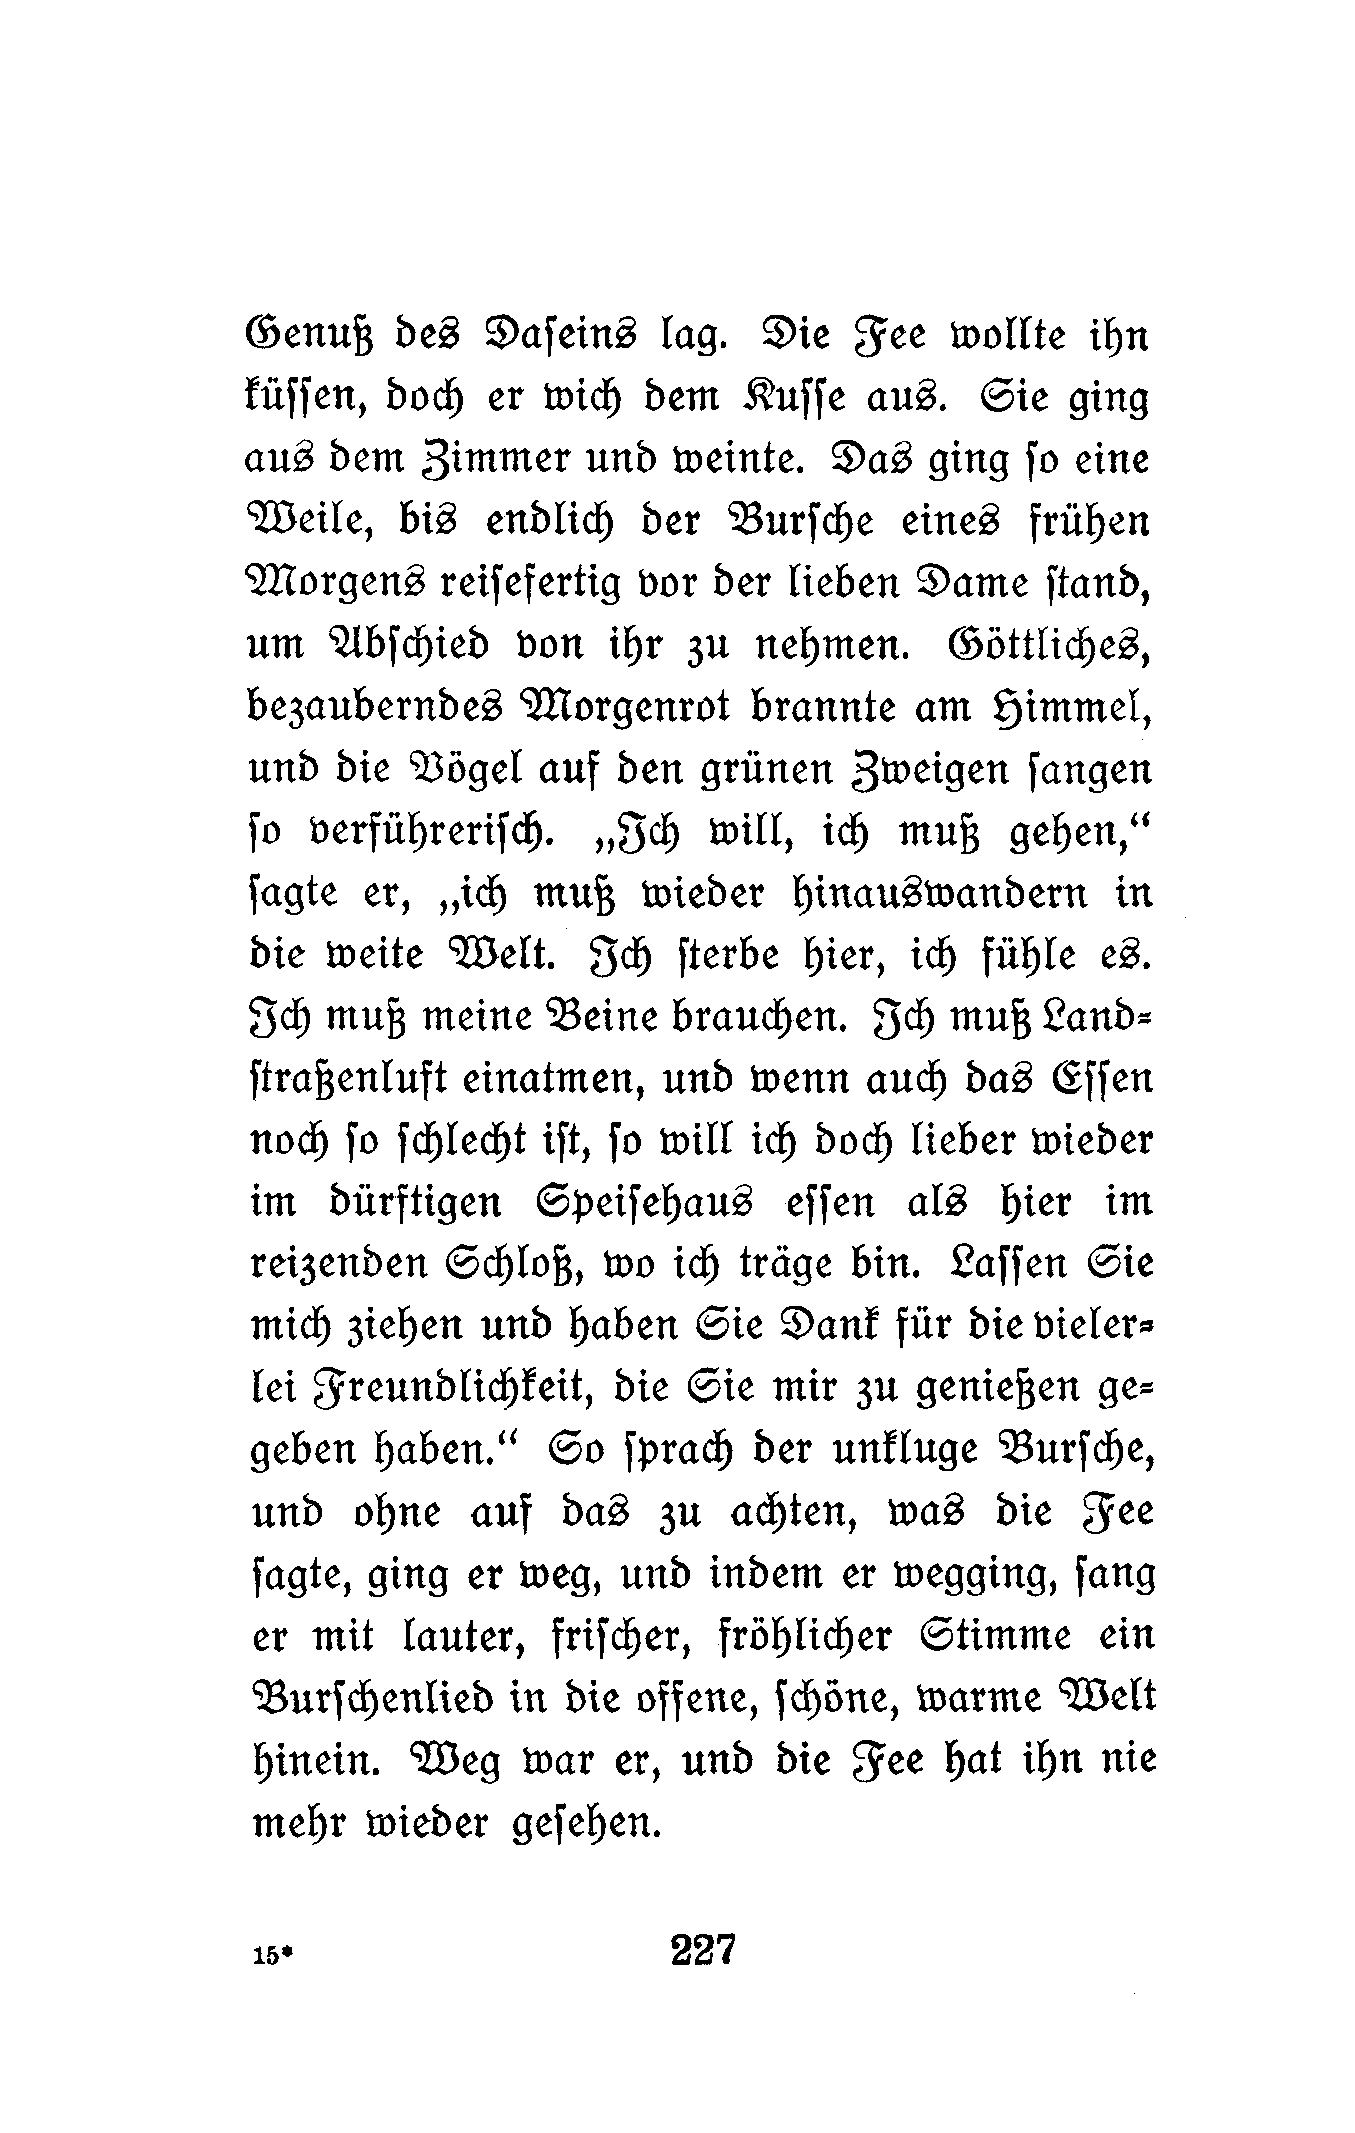 Genuß des Daseins lag. Die Fee wollte ihn
küssen, doch er wich dem Kusse aus. Sie ging
aus dem Zimmer und weinte. Das ging so eine
Weile, bis endlich der Bursche eines frühen
Morgens reisefertig vor der lieben Dame stand,
um Abschied von ihr zu nehmen. Göttliches,
bezauberndes Morgenrot brannte am Himmel,
und die Vögel auf den grünen Zweigen sangen
so verführerisch. „Ich will, ich muß gehen,“
sagte er, „ich muß wieder hinauswandern in
die weite Welt. Ich sterbe hier, ich fühle es.
Ich muß meine Beine brauchen. Ich muß Land-
straßenluft einatmen, und wenn auch das Essen
noch so schlecht ist, so will ich doch lieber wieder
im dürftigen Speisehaus essen als hier im
reizenden Schloß, wo ich träge bin. Lassen Sie
mich ziehen und haben Sie Dank für die vieler-
lei Freundlichkeit, die Sie mir zu genießen ge-
geben haben.“ So sprach der unkluge Bursche,
und ohne auf das zu achten, was die Fee
sagte, ging er weg, und indem er wegging, sang
er mit lauter, frischer, fröhlicher Stimme ein
Burschenlied in die offene, schöne, warme Welt
hinein. Weg war er, und die Fee hat ihn nie
mehr wieder gesehen.
15* 227